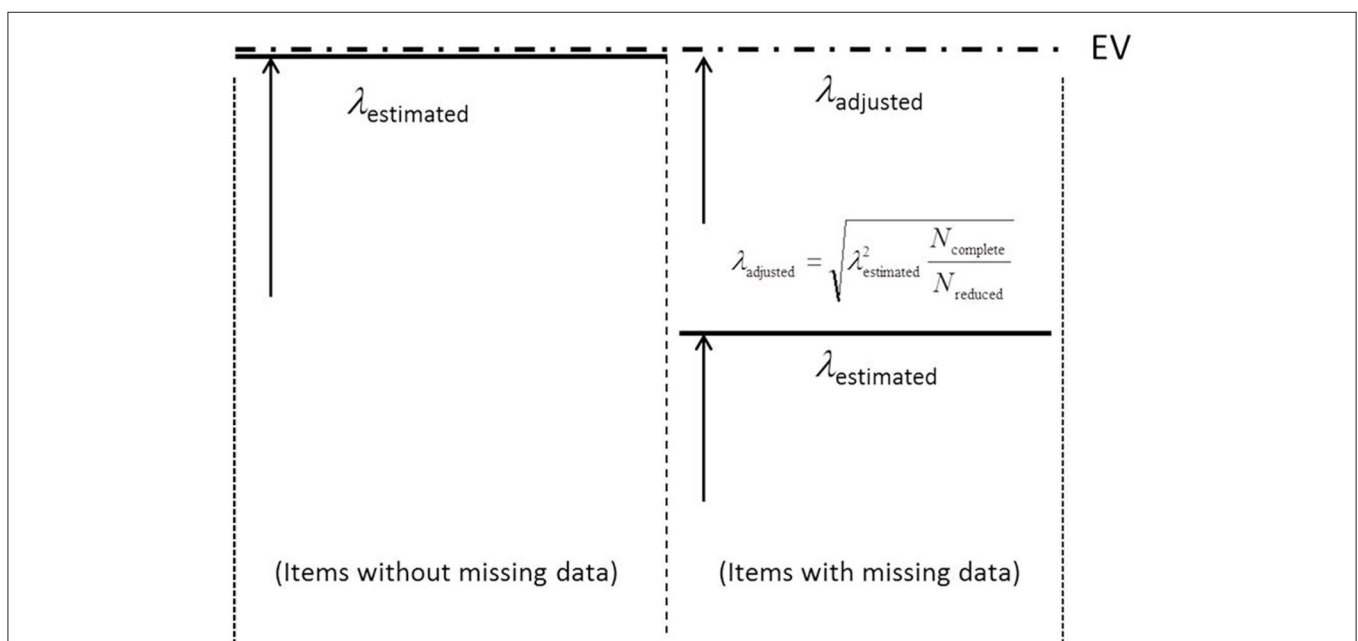 EV
λestimated
λadjusted
λadjusted = √(λ²estimated Ncomplete / Nreduced)
λestimated
(Items without missing data)
(Items with missing data)